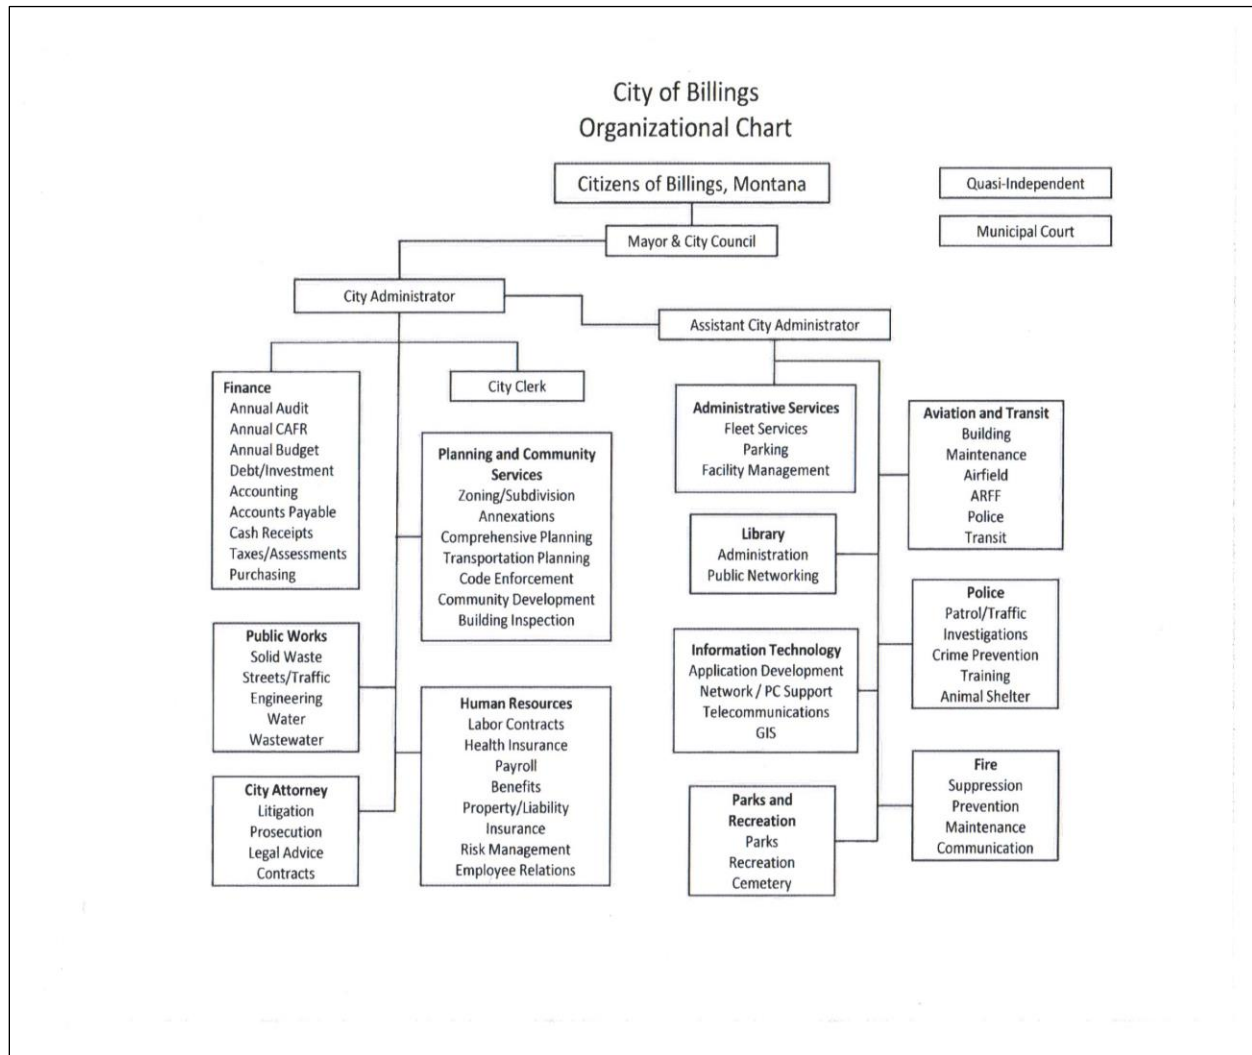 City of Billings
Organizational Chart
Citizens of Billings, Montana
Quasi-Independent
Municipal Court
Mayor & City Council
City Administrator
Assistant City Administrator
Finance
Annual Audit
Annual CAFR
Annual Budget
Debt/Investment
Accounting
Accounts Payable
Cash Receipts
Taxes/Assessments
Purchasing
City Clerk
Planning and Community
Services
Zoning/Subdivision
Annexations
Comprehensive Planning
Transportation Planning
Code Enforcement
Community Development
Building Inspection
Public Works
Solid Waste
Streets/Traffic
Engineering
Water
Wastewater
Human Resources
Labor Contracts
Health Insurance
Payroll
Benefits
Property/Liability
Insurance
Risk Management
Employee Relations
City Attorney
Litigation
Prosecution
Legal Advice
Contracts
Administrative Services
Fleet Services
Parking
Facility Management
Aviation and Transit
Building
Maintenance
Airfield
ARFF
Police
Transit
Library
Administration
Public Networking
Police
Patrol/Traffic
Investigations
Crime Prevention
Training
Animal Shelter
Information Technology
Application Development
Network / PC Support
Telecommunications
GIS
Fire
Suppression
Prevention
Maintenance
Communication
Parks and
Recreation
Parks
Recreation
Cemetery